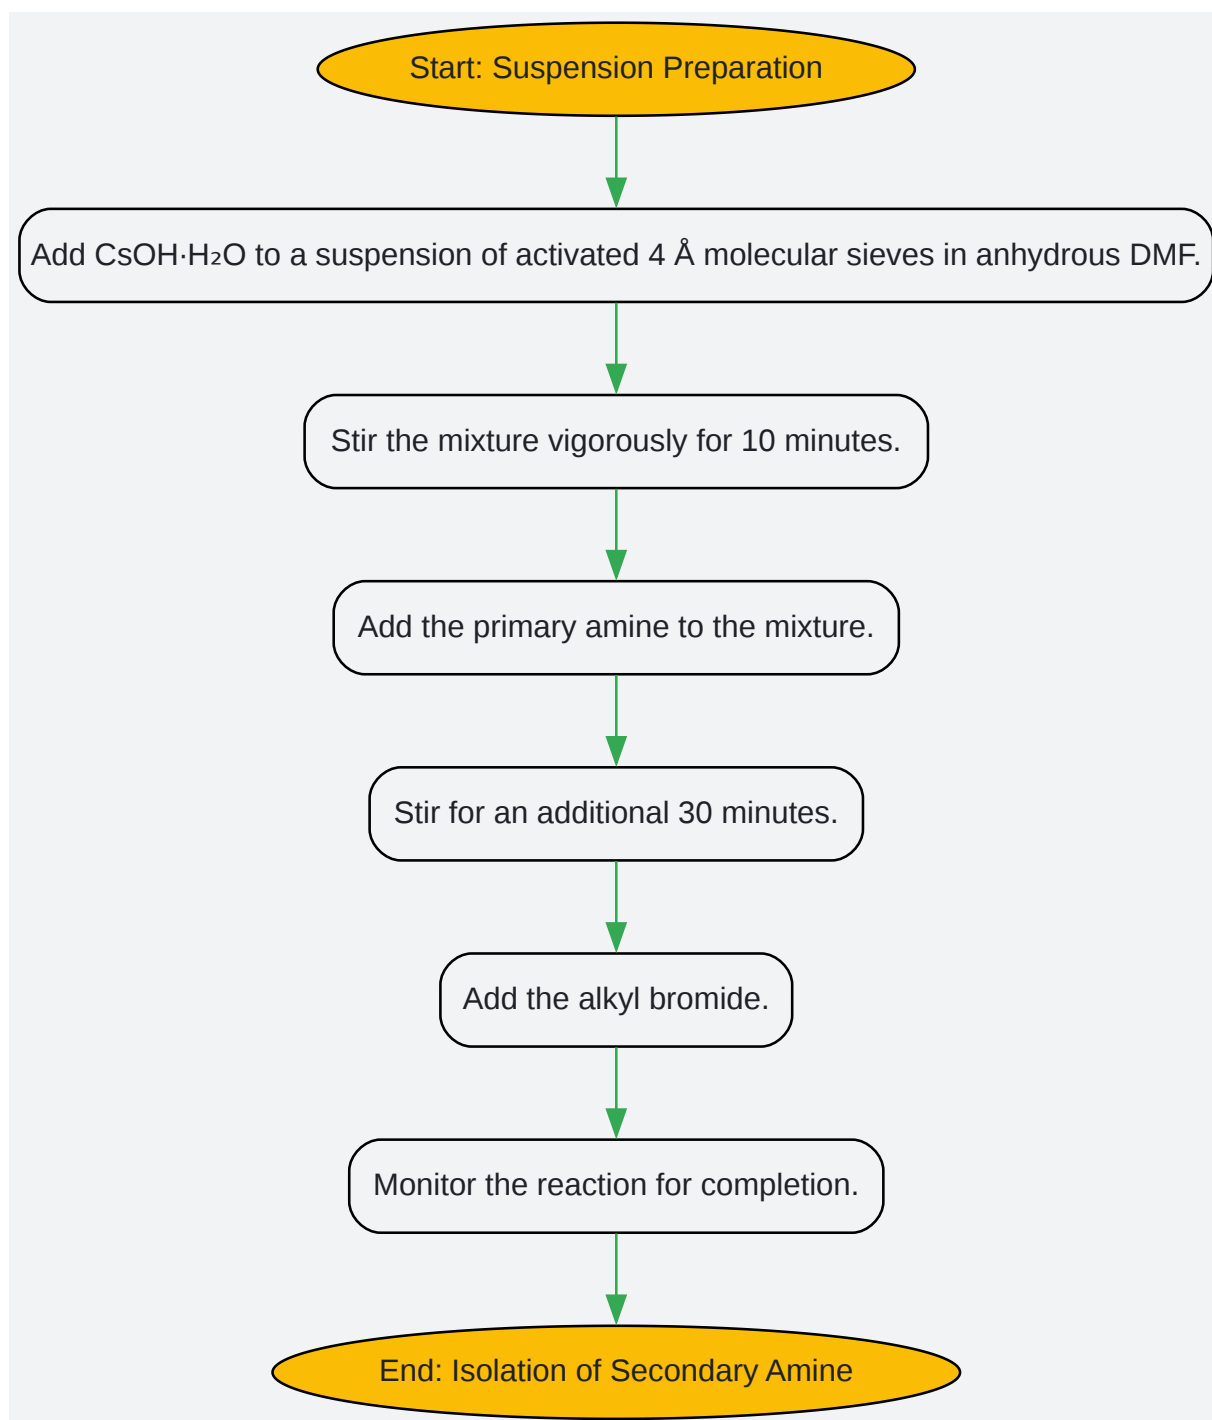 Start: Suspension Preparation
Add CsOH·H₂O to a suspension of activated 4 Å molecular sieves in anhydrous DMF.
Stir the mixture vigorously for 10 minutes.
Add the primary amine to the mixture.
Stir for an additional 30 minutes.
Add the alkyl bromide.
Monitor the reaction for completion.
End: Isolation of Secondary Amine